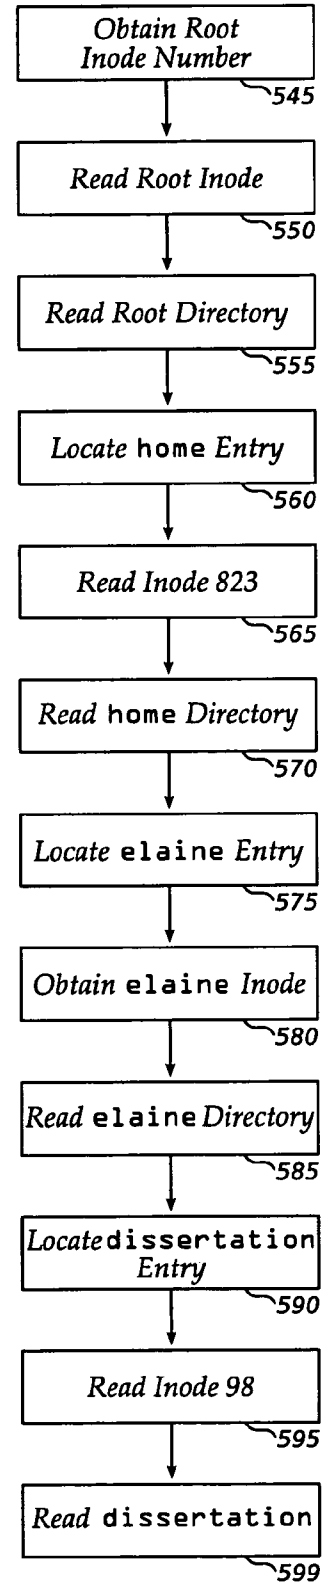 Obtain Root
Inode Number
545
Read Root Inode
550
Read Root Directory
555
Locate home Entry
560
Read Inode 823
565
Read home Directory
570
Locate elaine Entry
575
Obtain elaine Inode
580
Read elaine Directory
585
Locate dissertation
Entry
590
Read Inode 98
595
Read dissertation
599